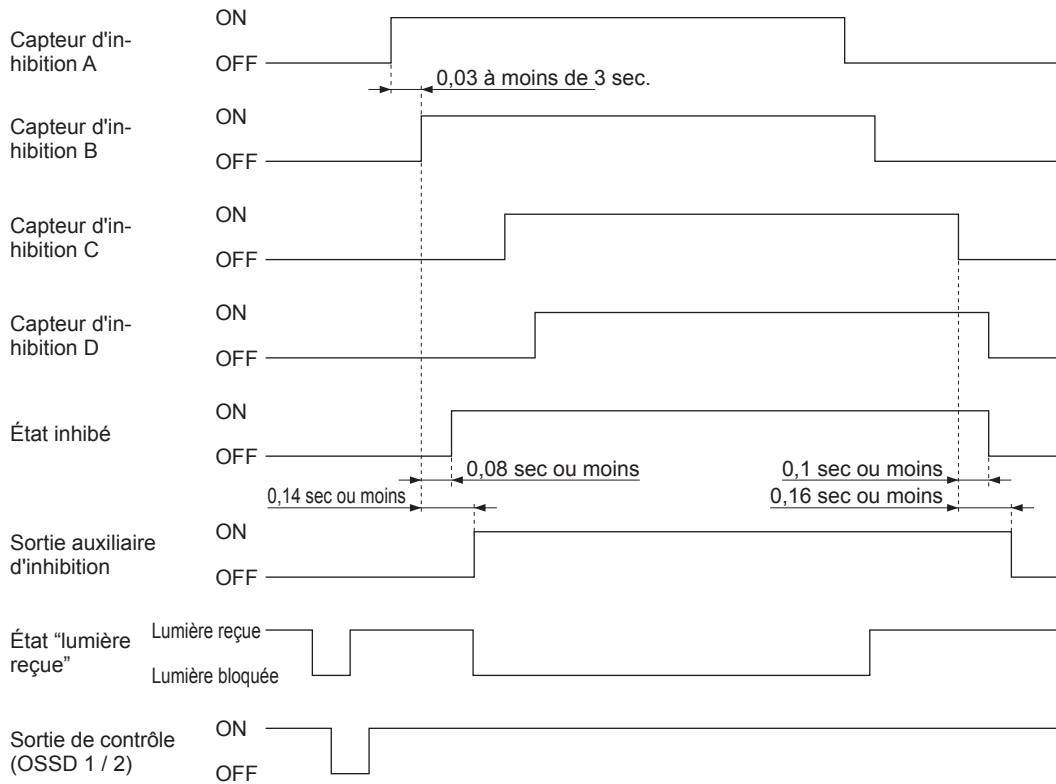 ON
Capteur d'in-
hibition A
OFF
0,03 à moins de 3 sec.
ON
Capteur d'in-
hibition B
OFF
ON
Capteur d'in-
hibition C
OFF
ON
Capteur d'in-
hibition D
OFF
ON
État inhibé
OFF
0,08 sec ou moins
0,1 sec ou moins
0,14 sec ou moins
0,16 sec ou moins
ON
Sortie auxiliaire
d'inhibition
OFF
État “lumière
reçue”
Lumière reçue
Lumière bloquée
ON
Sortie de contrôle
(OSSD 1 / 2)
OFF